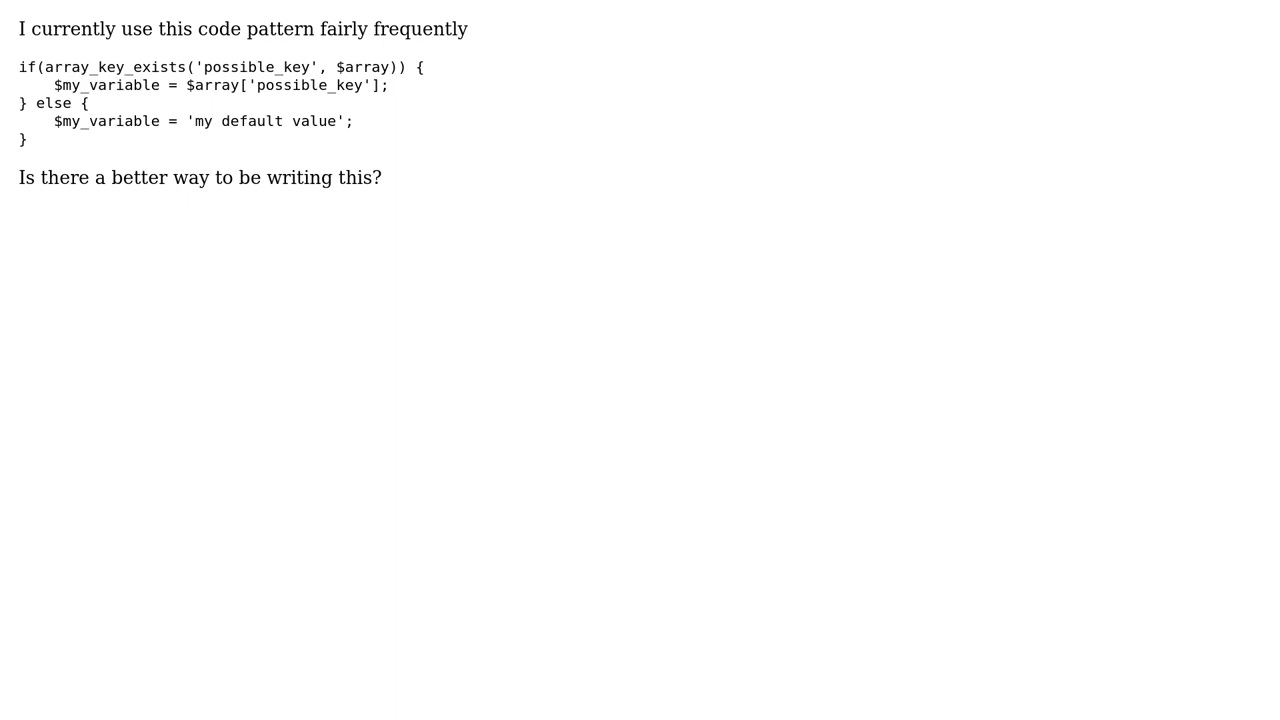 I currently use this code pattern fairly frequently
if(array_key_exists('possible_key', $array)) {
    $my_variable = $array['possible_key'];
} else {
    $my_variable = 'my default value';
}
Is there a better way to be writing this?